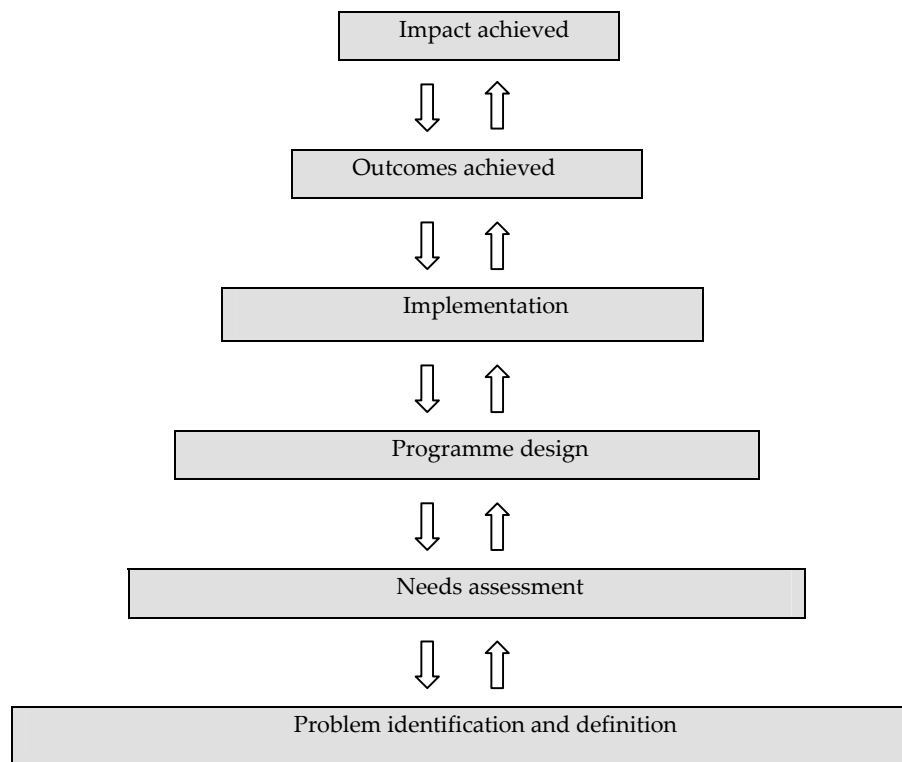 Impact achieved
Outcomes achieved
Implementation
Programme design
Needs assessment
Problem identification and definition